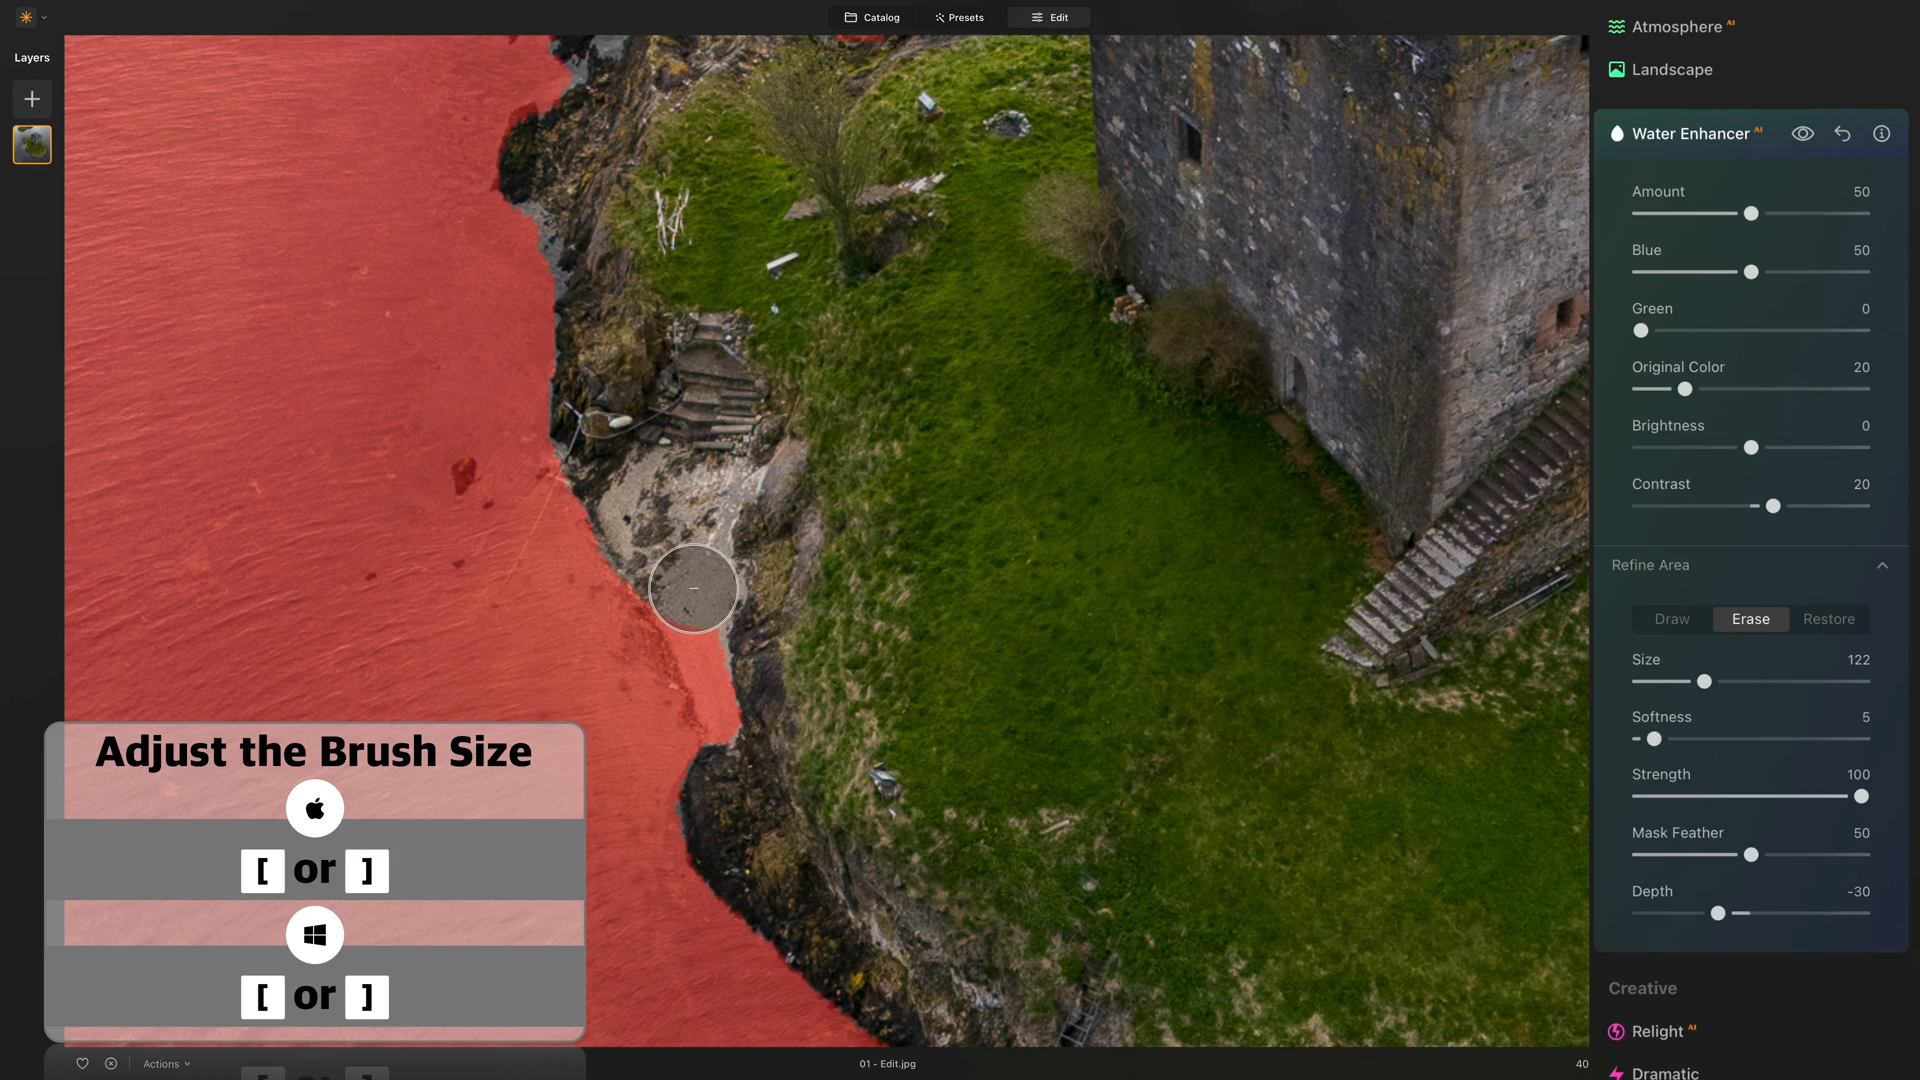 Catalog
Presets
Edit
Layers
Atmosphere AI
Landscape
Water Enhancer AI
Amount 50
Blue 50
Green 0
Original Color 20
Brightness 0
Contrast 20
Refine Area
Draw Erase Restore
Size 122
Softness 5
Strength 100
Mask Feather 50
Depth -30
Creative
Relight AI
Dramatic
Adjust the Brush Size
[ or ]
[ or ]
Actions
01 - Edit.jpg
40